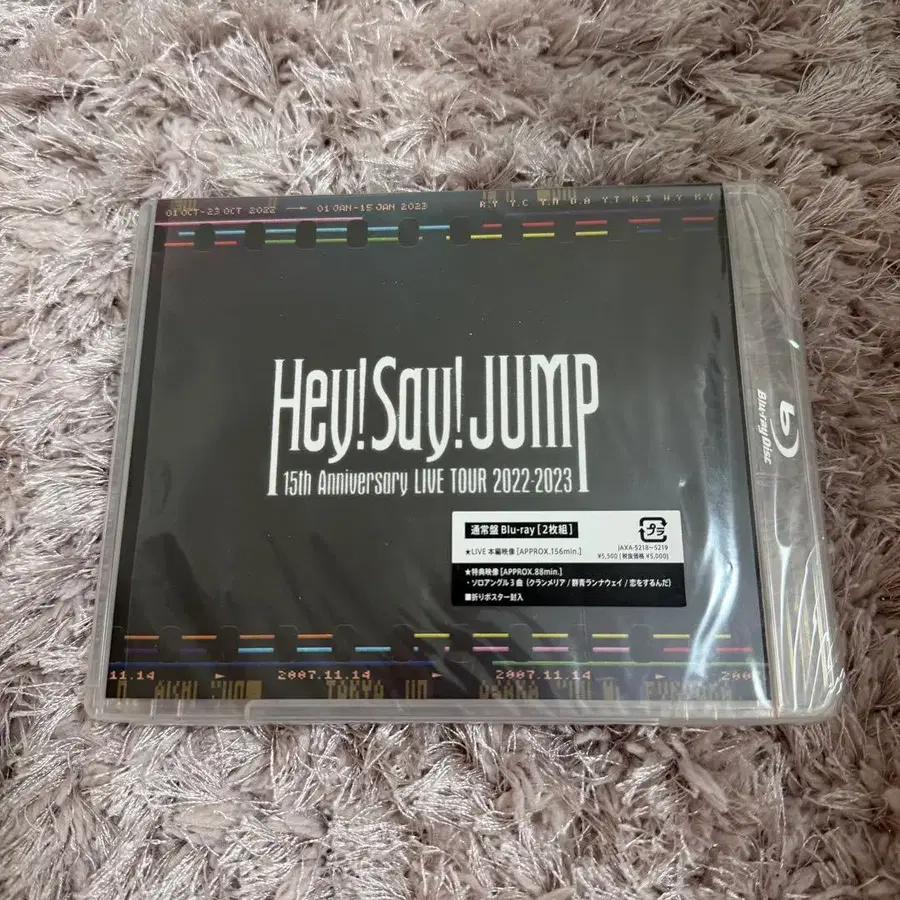 01 OCT-23 OCT 2022 → 01 JAN-15 JAN 2023
R.Y Y.C Y.N D.A Y.T K.I H.Y K.Y
Hey!Say!JUMP
15th Anniversary LIVE TOUR 2022-2023
Blu-ray Disc
通常盤 Blu-ray [2枚組]
★LIVE 本編映像 [APPROX.156min.]
プラ
JAXA-5218~5219
¥5,500 (税抜価格 ¥5,000)
★特典映像 [APPROX.88min.]
・ソロアングル3曲 (クランメリア / 群青ランナウェイ / 恋をするんだ)
■折りポスター封入
11.14 ► 2007.11.14 ► 2007.11.14 ► 200